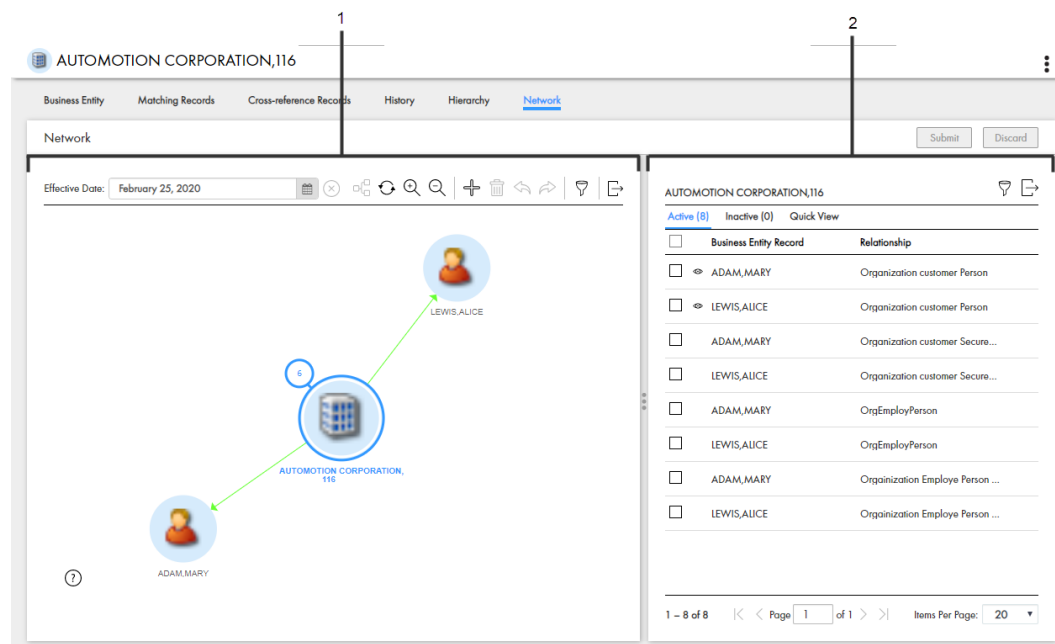 1
2
AUTOMOTION CORPORATION,116
Business Entity Matching Records Cross-reference Records History Hierarchy Network
Network
Submit Discard
Effective Date: February 25, 2020
LEWIS,ALICE
6
AUTOMOTION CORPORATION,
116
ADAM,MARY
?
AUTOMOTION CORPORATION,116
Active (8) Inactive (0) Quick View
Business Entity Record Relationship
ADAM,MARY Organization customer Person
LEWIS,ALICE Organization customer Person
ADAM,MARY Organization customer Secure...
LEWIS,ALICE Organization customer Secure...
ADAM,MARY OrgEmployPerson
LEWIS,ALICE OrgEmployPerson
ADAM,MARY Orgainization Employe Person ...
LEWIS,ALICE Orgainization Employe Person ...
1 – 8 of 8 Page 1 of 1 Items Per Page: 20